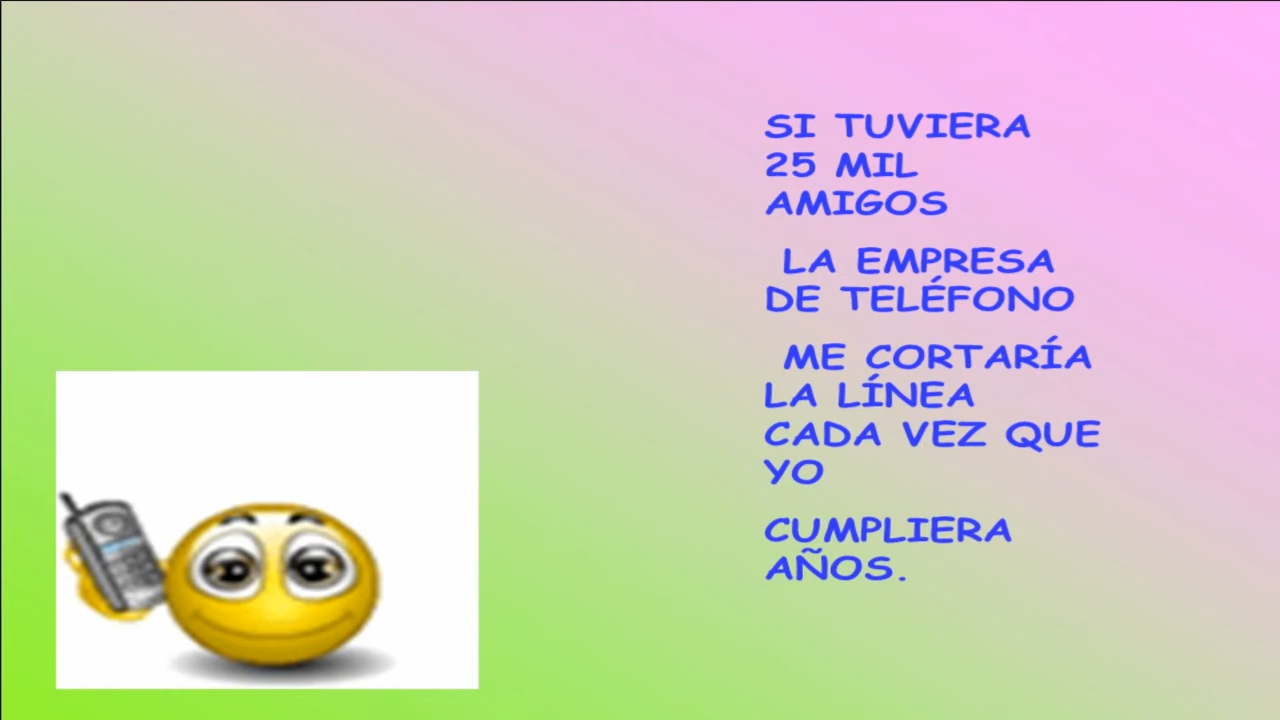 SI TUVIERA
25 MIL
AMIGOS
LA EMPRESA
DE TELÉFONO
ME CORTARÍA
LA LÍNEA
CADA VEZ QUE
YO
CUMPLIERA
AÑOS.